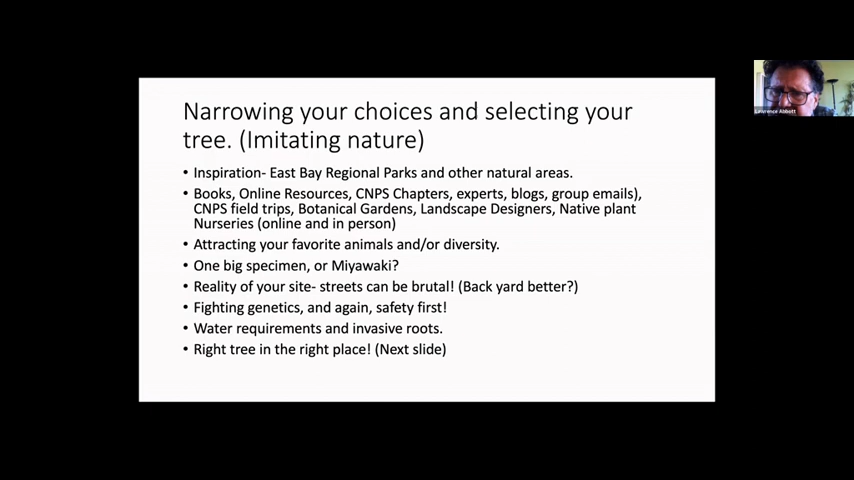 Narrowing your choices and selecting your
tree. (Imitating nature)
• Inspiration- East Bay Regional Parks and other natural areas.
• Books, Online Resources, CNPS Chapters, experts, blogs, group emails),
CNPS field trips, Botanical Gardens, Landscape Designers, Native plant
Nurseries (online and in person)
• Attracting your favorite animals and/or diversity.
• One big specimen, or Miyawaki?
• Reality of your site- streets can be brutal! (Back yard better?)
• Fighting genetics, and again, safety first!
• Water requirements and invasive roots.
• Right tree in the right place! (Next slide)
Lawrence Abbott